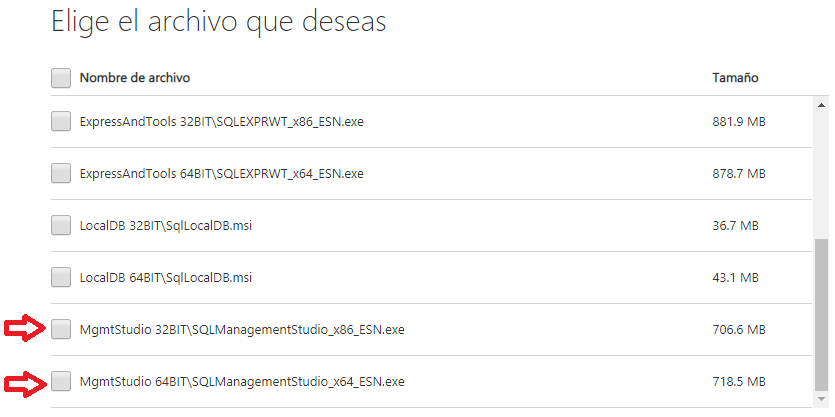 Elige el archivo que deseas
Nombre de archivo Tamaño
ExpressAndTools 32BIT\SQLEXPRWT_x86_ESN.exe 881.9 MB
ExpressAndTools 64BIT\SQLEXPRWT_x64_ESN.exe 878.7 MB
LocalDB 32BIT\SqlLocalDB.msi 36.7 MB
LocalDB 64BIT\SqlLocalDB.msi 43.1 MB
MgmtStudio 32BIT\SQLManagementStudio_x86_ESN.exe 706.6 MB
MgmtStudio 64BIT\SQLManagementStudio_x64_ESN.exe 718.5 MB